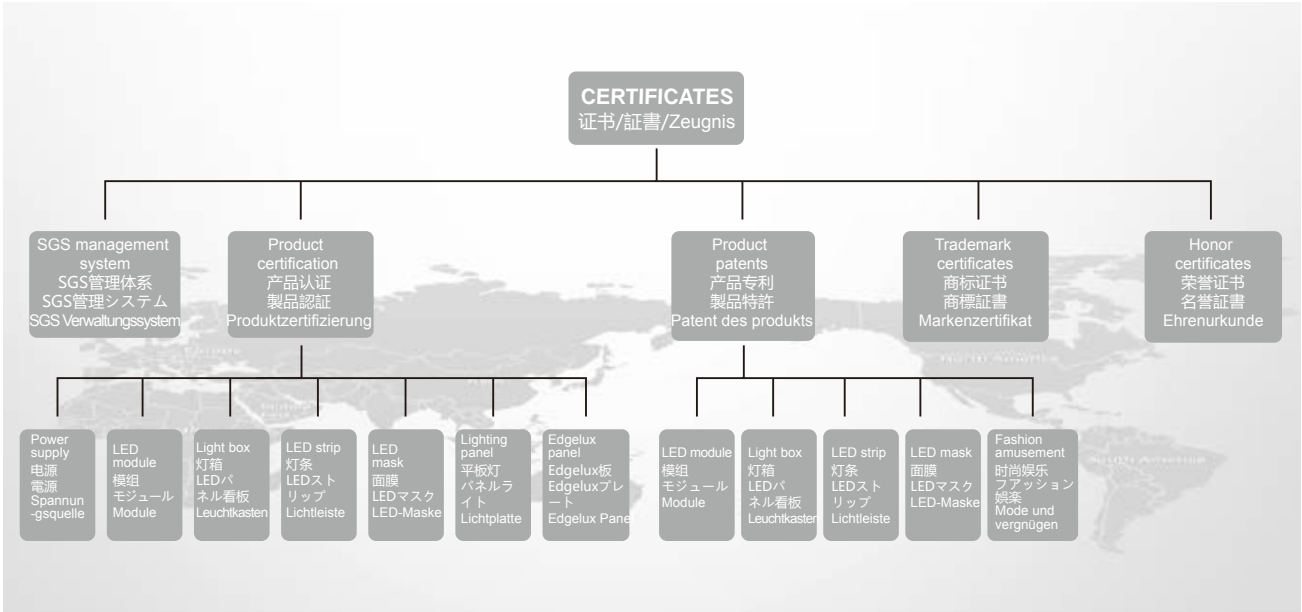 CERTIFICATES
证书/証書/Zeugnis
SGS management
system
SGS管理体系
SGS管理システム
SGS Verwaltungssystem
Product
certification
产品认证
製品認証
Produktzertifizierung
Product
patents
产品专利
製品特許
Patent des produkts
Trademark
certificates
商标证书
商標証書
Markenzertifikat
Honor
certificates
荣誉证书
名誉証書
Ehrenurkunde
Power
supply
电源
電源
Spannun
-gsquelle
LED
module
模组
モジュール
Module
Light box
灯箱
LEDパ
ネル看板
Leuchtkasten
LED strip
灯条
LEDスト
リップ
Lichtleiste
LED
mask
面膜
LEDマスク
LED-Maske
Lighting
panel
平板灯
パネルラ
イト
Lichtplatte
Edgelux
panel
Edgelux板
Edgeluxプレ
ート
Edgelux Panel
LED module
模组
モジュール
Module
Light box
灯箱
LEDパ
ネル看板
Leuchtkasten
LED strip
灯条
LEDスト
リップ
Lichtleiste
LED mask
面膜
LEDマスク
LED-Maske
Fashion
amusement
时尚娱乐
フアッション
娯楽
Mode und
vergnügen